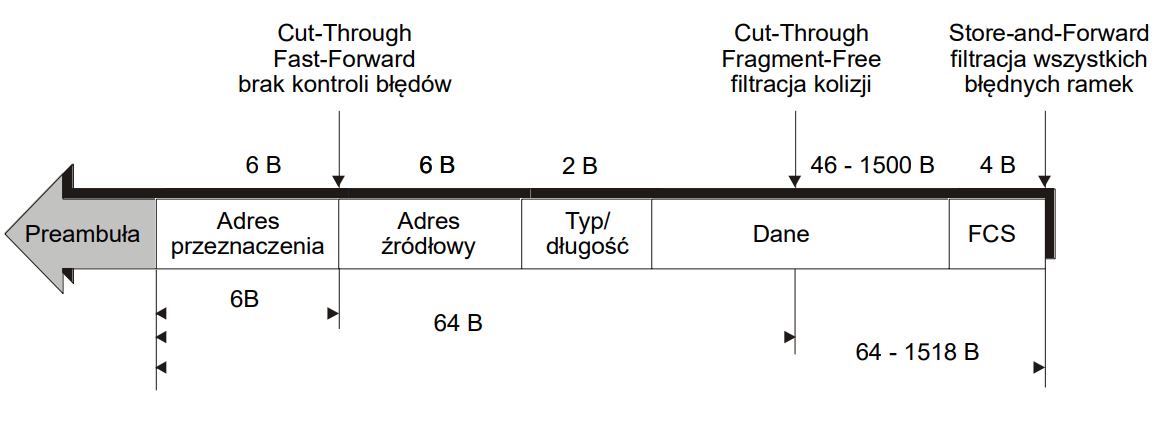 Cut-Through
Fast-Forward
brak kontroli błędów
Cut-Through
Fragment-Free
filtracja kolizji
Store-and-Forward
filtracja wszystkich
błędnych ramek
6 B
6 B
2 B
46 - 1500 B
4 B
Preambuła
Adres
przeznaczenia
Adres
źródłowy
Typ/
długość
Dane
FCS
6B
64 B
64 - 1518 B